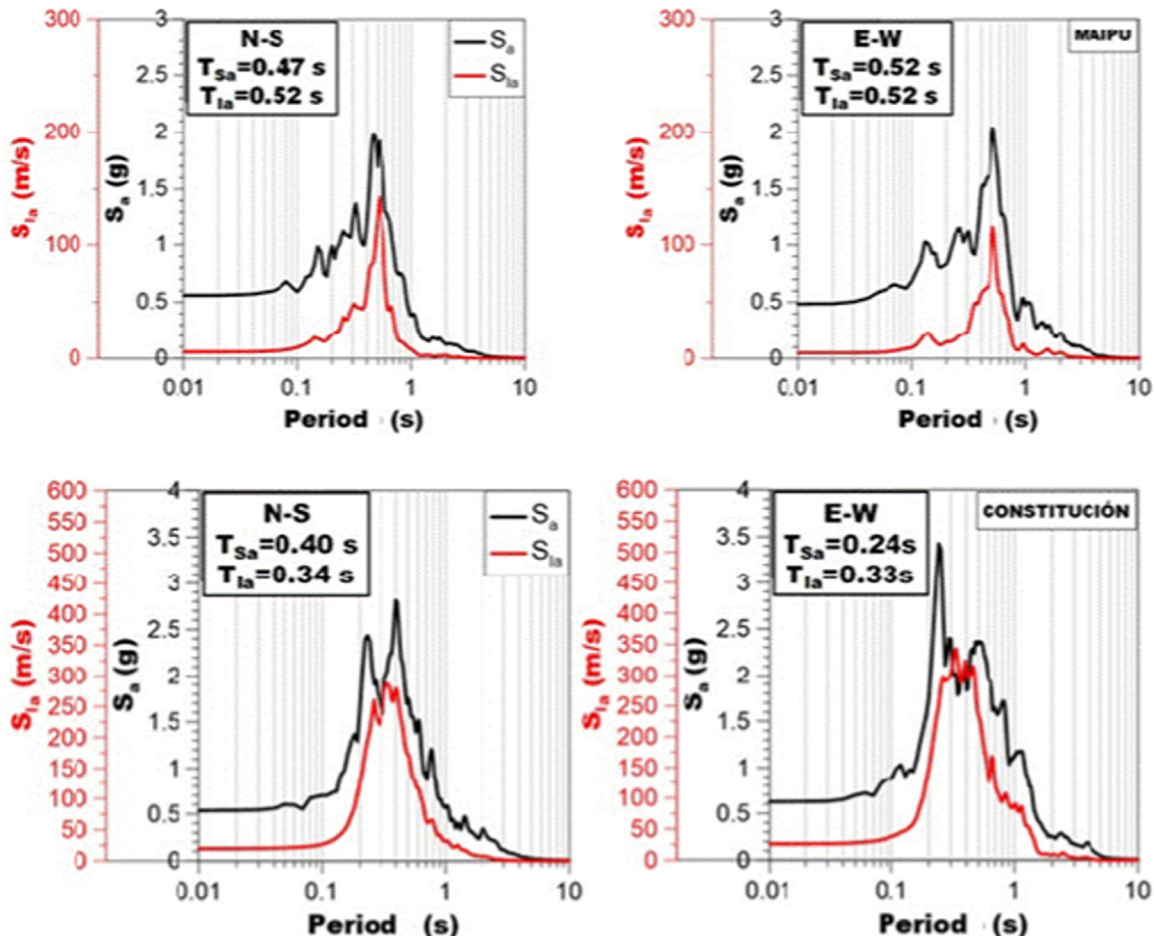 300
200
100
0
S_Ia (m/s)
3
2.5
2
1.5
1
0.5
0
S_a (g)
N-S
T_Sa=0.47 s
T_Ia=0.52 s
S_a
S_Ia
0.01
0.1
1
10
Period (s)
300
200
100
0
S_Ia (m/s)
3
2.5
2
1.5
1
0.5
0
S_a (g)
E-W
T_Sa=0.52 s
T_Ia=0.52 s
MAIPU
0.01
0.1
1
10
Period (s)
600
550
500
450
400
350
300
250
200
150
100
50
0
S_Ia (m/s)
4
3.5
3
2.5
2
1.5
1
0.5
0
S_a (g)
N-S
T_Sa=0.40 s
T_Ia=0.34 s
S_a
S_Ia
0.01
0.1
1
10
Period (s)
600
550
500
450
400
350
300
250
200
150
100
50
0
S_Ia (m/s)
4
3.5
3
2.5
2
1.5
1
0.5
0
S_a (g)
E-W
T_Sa=0.24s
T_Ia=0.33s
CONSTITUCIÓN
0.01
0.1
1
10
Period (s)